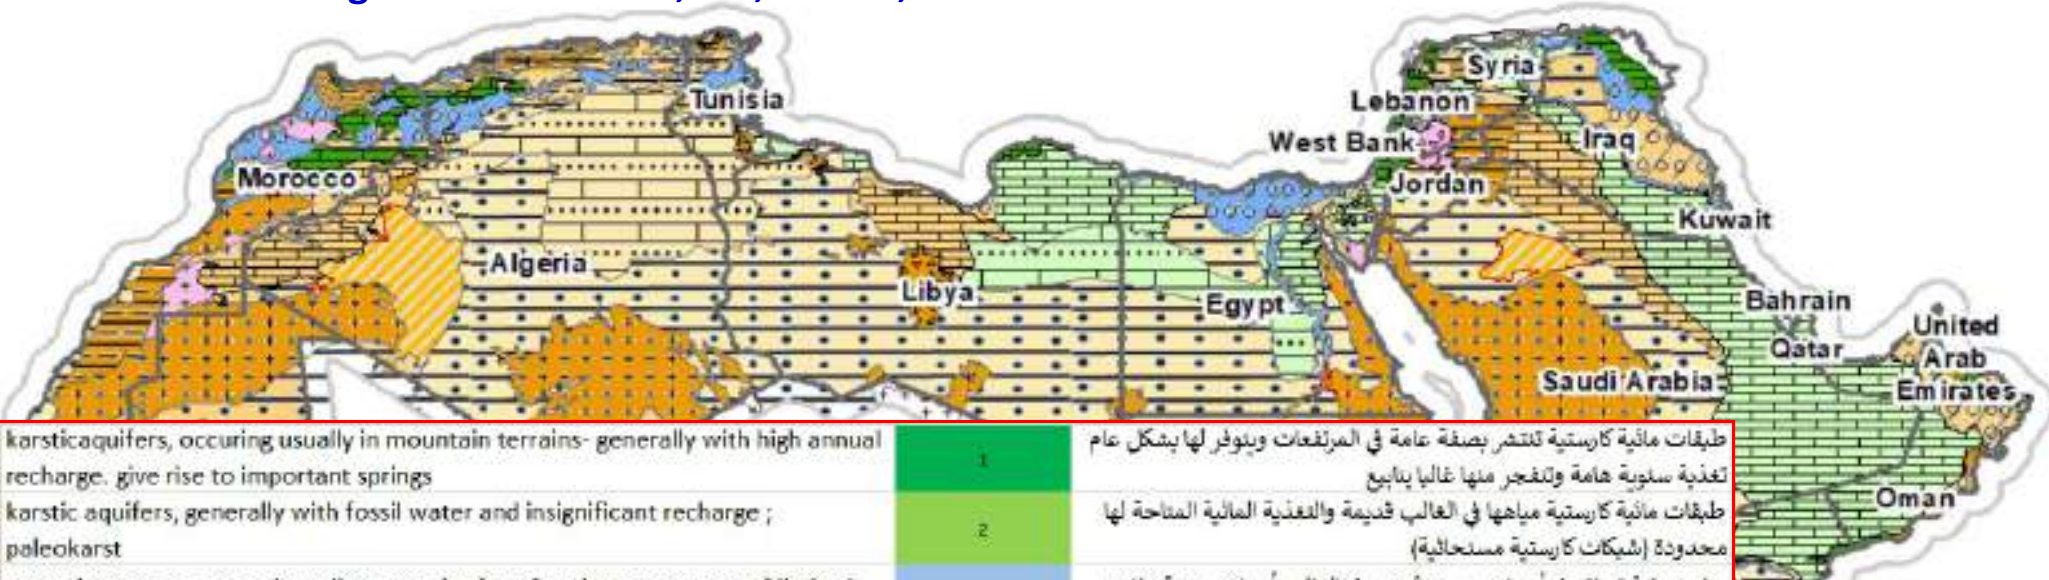 Syria
Tunisia
Lebanon
West Bank
Iraq
Morocco
Jordan
Kuwait
Algeria
Libya
Egypt
Bahrain
Qatar
United
Arab
Emirates
Saudi Arabia
Oman
karsticaquifers, occuring usually in mountain terrains- generally with high annual
recharge. give rise to important springs
1
طبقات مائية كارستية تنتشر بصفة عامة في المرتفعات ويتوفر لها بشكل عام
تغذية سنوية هامة وتنفجر منها غالبا ينابيع
karstic aquifers, generally with fossil water and insignificant recharge ;
paleokarst
2
طبقات مائية كارستية مياهها في الغالب قديمة والتغذية المائية المتاحة لها
محدودة (شبكات كارستية مستحاثية)